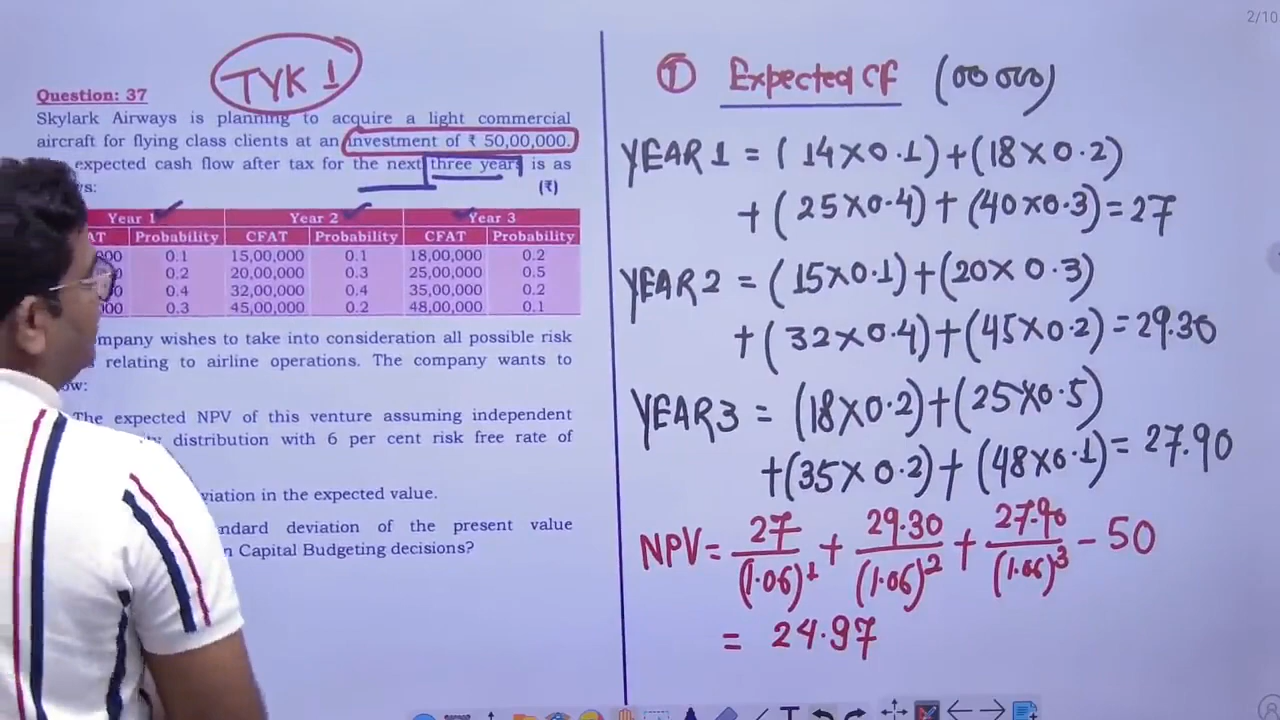 2/10
TYK 1
Question: 37
Skylark Airways is planning to acquire a light commercial
aircraft for flying class clients at an investment of ₹ 50,00,000.
expected cash flow after tax for the next three years is as
(₹)
Year 1 Year 2 Year 3
Probability CFAT Probability CFAT Probability
0.1 15,00,000 0.1 18,00,000 0.2
0.2 20,00,000 0.3 25,00,000 0.5
0.4 32,00,000 0.4 35,00,000 0.2
0.3 45,00,000 0.2 48,00,000 0.1
wishes to take into consideration all possible risk
relating to airline operations. The company wants to
The expected NPV of this venture assuming independent
distribution with 6 per cent risk free rate of
in the expected value.
deviation of the present value
Capital Budgeting decisions?
① Expected CF (00 000)
YEAR 1 = (14×0.1)+(18×0.2)
+(25×0.4)+(40×0.3)=27
YEAR 2 = (15×0.1)+(20×0.3)
+(32×0.4)+(45×0.2)=29.30
YEAR 3 = (18×0.2)+(25×0.5)
+(35×0.2)+(48×0.1)=27.90
NPV= 27/(1.06)^1 + 29.30/(1.06)^2 + 27.90/(1.06)^3 - 50
= 24.97